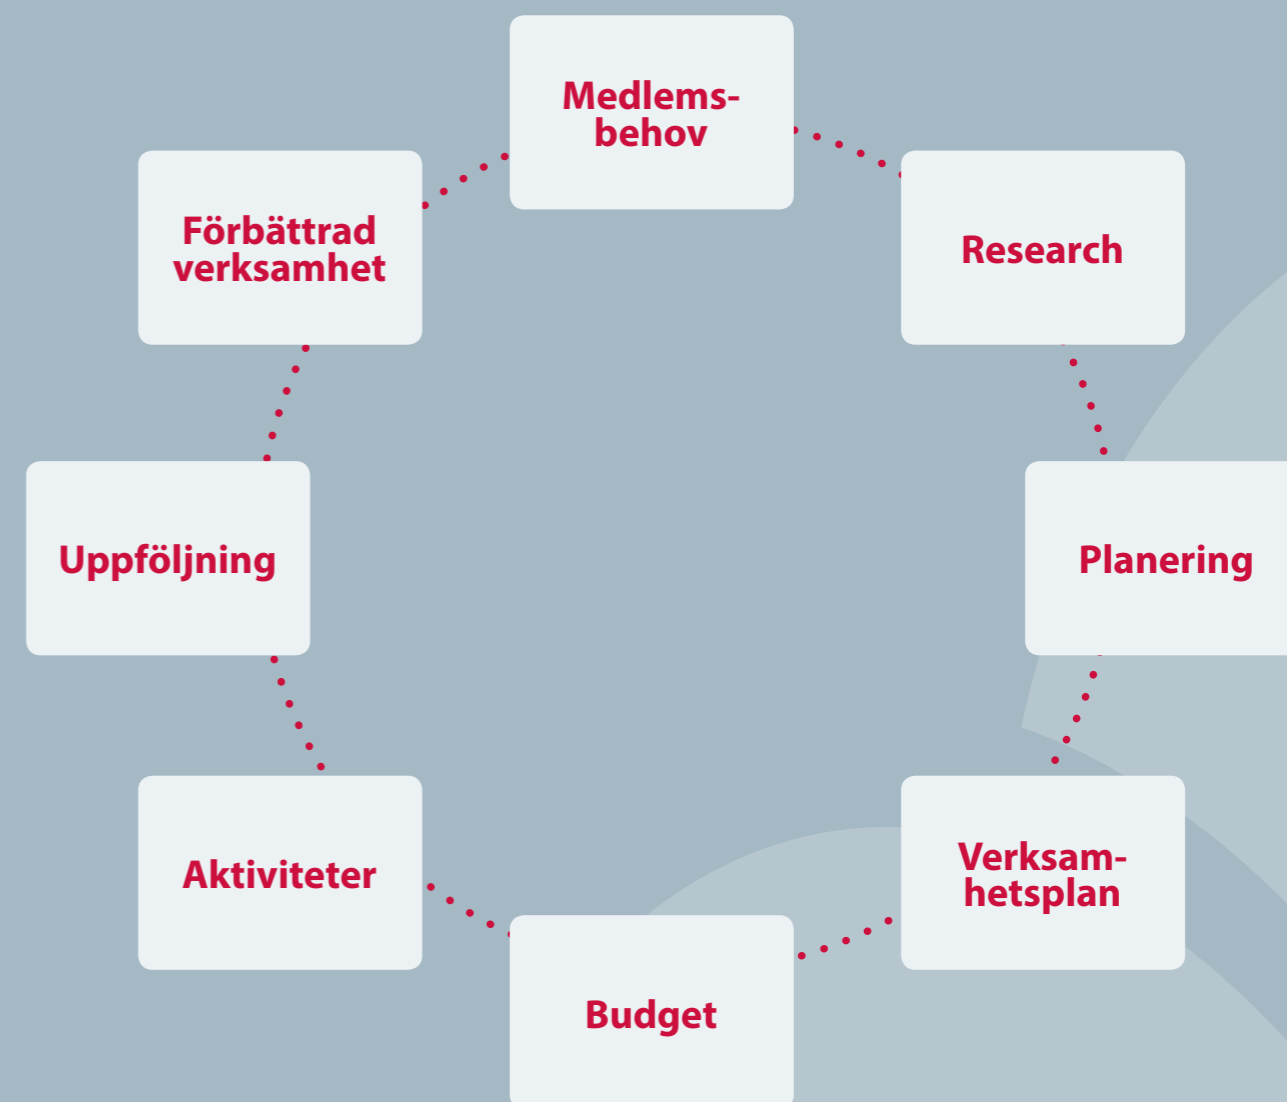 Medlems-
behov
Research
Planering
Verksam-
hetsplan
Budget
Aktiviteter
Uppföljning
Förbättrad
verksamhet